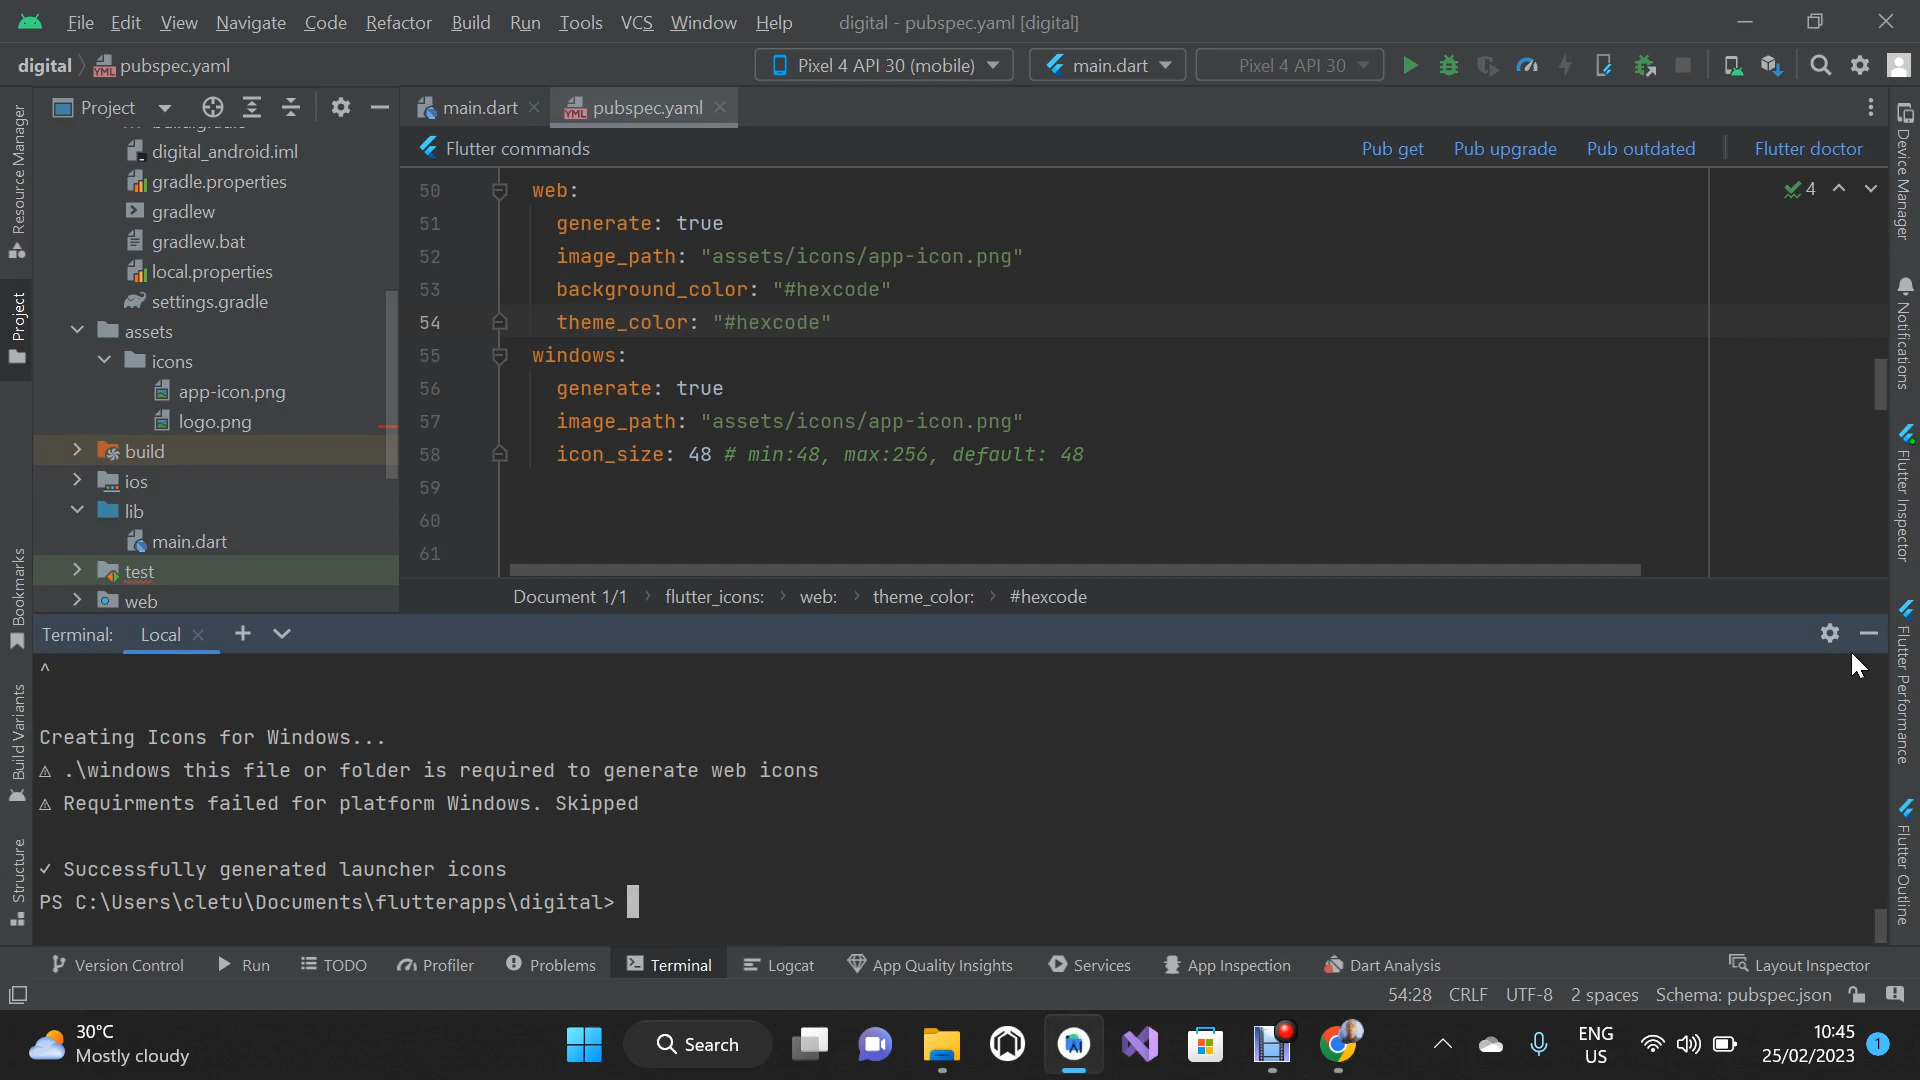 File Edit View Navigate Code Refactor Build Run Tools VCS Window Help digital - pubspec.yaml [digital]
digital pubspec.yaml Pixel 4 API 30 (mobile) main.dart Pixel 4 API 30
Project main.dart pubspec.yaml
Flutter commands Pub get Pub upgrade Pub outdated Flutter doctor
digital_android.iml
gradle.properties
gradlew
gradlew.bat
local.properties
settings.gradle
assets
icons
app-icon.png
logo.png
build
ios
lib
main.dart
test
web
50 web:
51 generate: true
52 image_path: "assets/icons/app-icon.png"
53 background_color: "#hexcode"
54 theme_color: "#hexcode"
55 windows:
56 generate: true
57 image_path: "assets/icons/app-icon.png"
58 icon_size: 48 # min:48, max:256, default: 48
59
60
61
4
Document 1/1 flutter_icons: web: theme_color: #hexcode
Resource Manager
Project
Bookmarks
Build Variants
Structure
Device Manager
Notifications
Flutter Inspector
Flutter Performance
Flutter Outline
Terminal: Local
^
Creating Icons for Windows...
⚠ .\windows this file or folder is required to generate web icons
⚠ Requirments failed for platform Windows. Skipped
✓ Successfully generated launcher icons
PS C:\Users\cletu\Documents\flutterapps\digital>
Version Control Run TODO Profiler Problems Terminal Logcat App Quality Insights Services App Inspection Dart Analysis Layout Inspector
54:28 CRLF UTF-8 2 spaces Schema: pubspec.json
30°C
Mostly cloudy
Search
ENG
US
10:45
25/02/2023
1